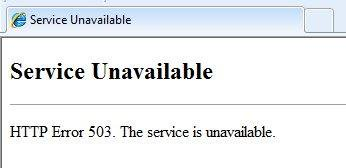 Service Unavailable
Service Unavailable
HTTP Error 503. The service is unavailable.